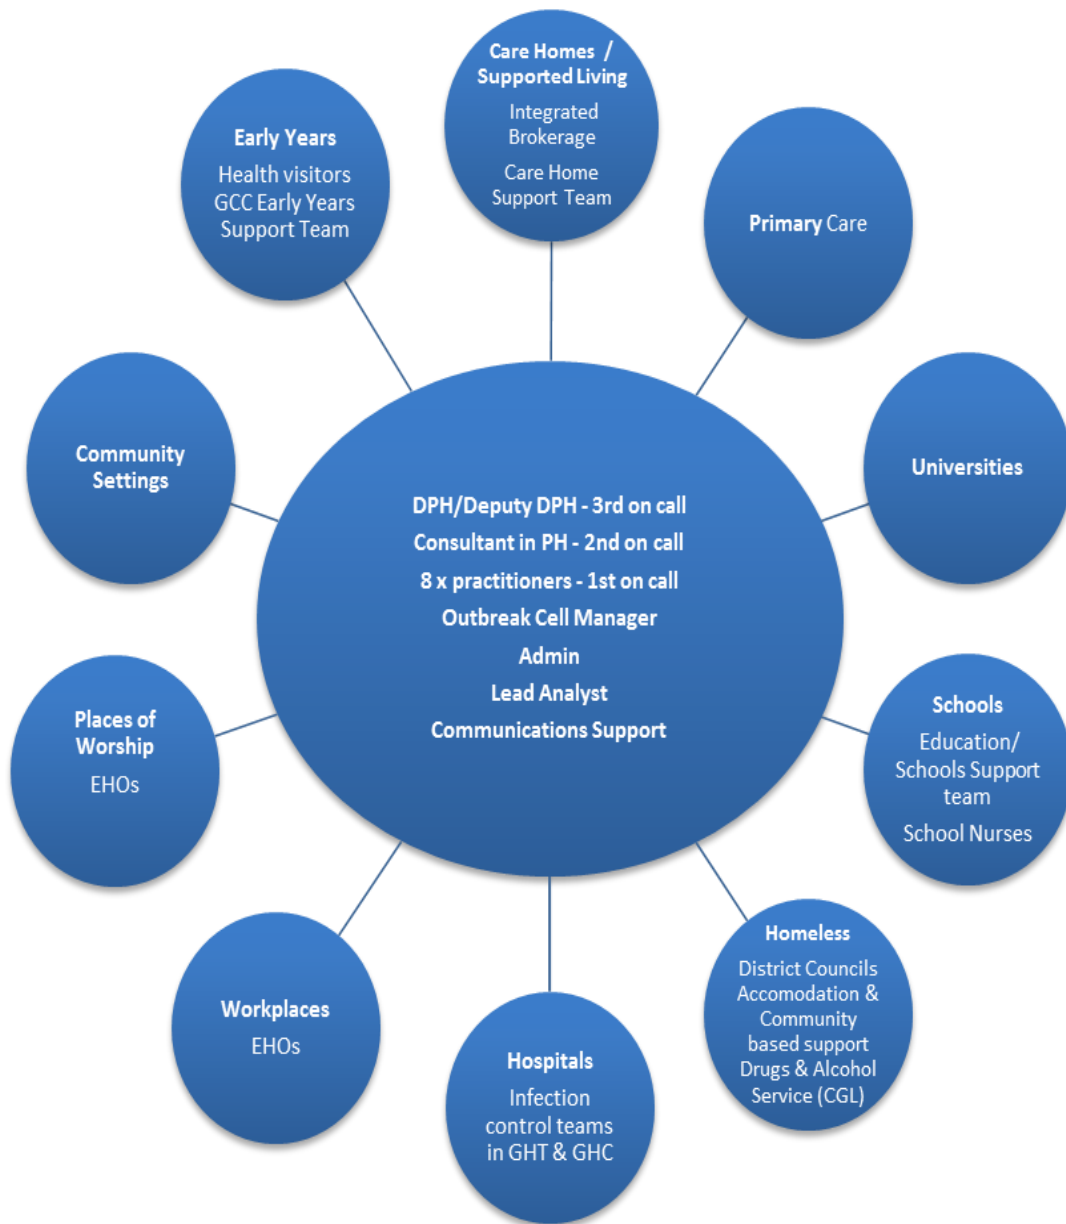 Care Homes /
Supported Living
Integrated
Brokerage
Care Home
Support Team
Early Years
Health visitors
GCC Early Years
Support Team
Primary Care
Community
Settings
Universities
DPH/Deputy DPH - 3rd on call
Consultant in PH - 2nd on call
8 x practitioners - 1st on call
Outbreak Cell Manager
Admin
Lead Analyst
Communications Support
Places of
Worship
EHOs
Schools
Education/
Schools Support
team
School Nurses
Workplaces
EHOs
Hospitals
Infection
control teams
in GHT & GHC
Homeless
District Councils
Accomodation &
Community
based support
Drugs & Alcohol
Service (CGL)